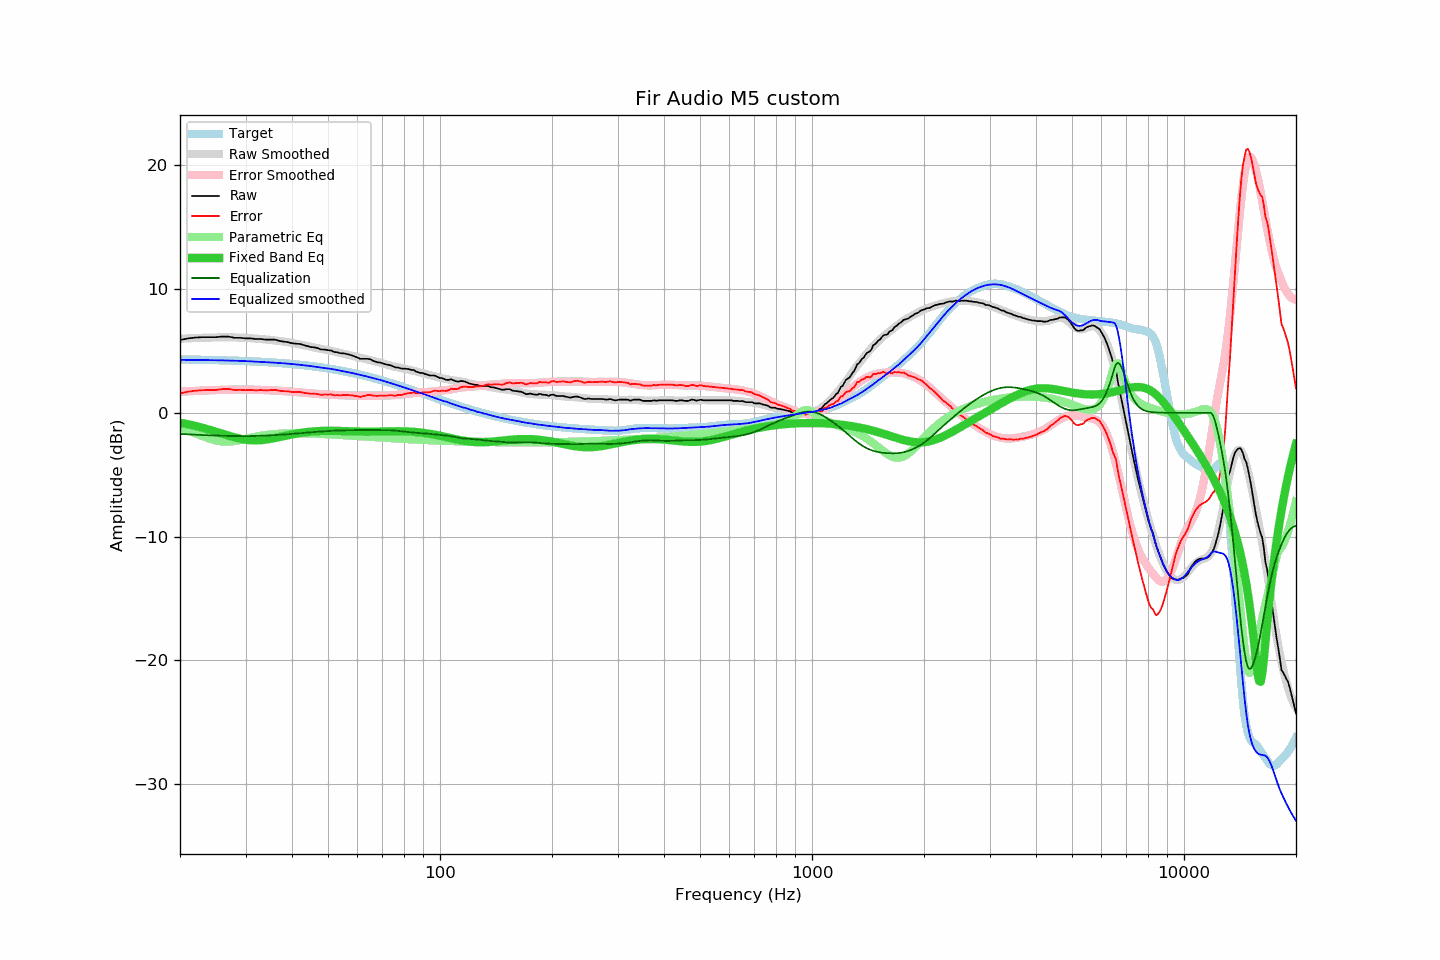 Fir Audio M5 custom
Target
Raw Smoothed
Error Smoothed
Raw
Error
Parametric Eq
Fixed Band Eq
Equalization
Equalized smoothed
20
10
0
−10
−20
−30
Amplitude (dBr)
100
1000
10000
Frequency (Hz)